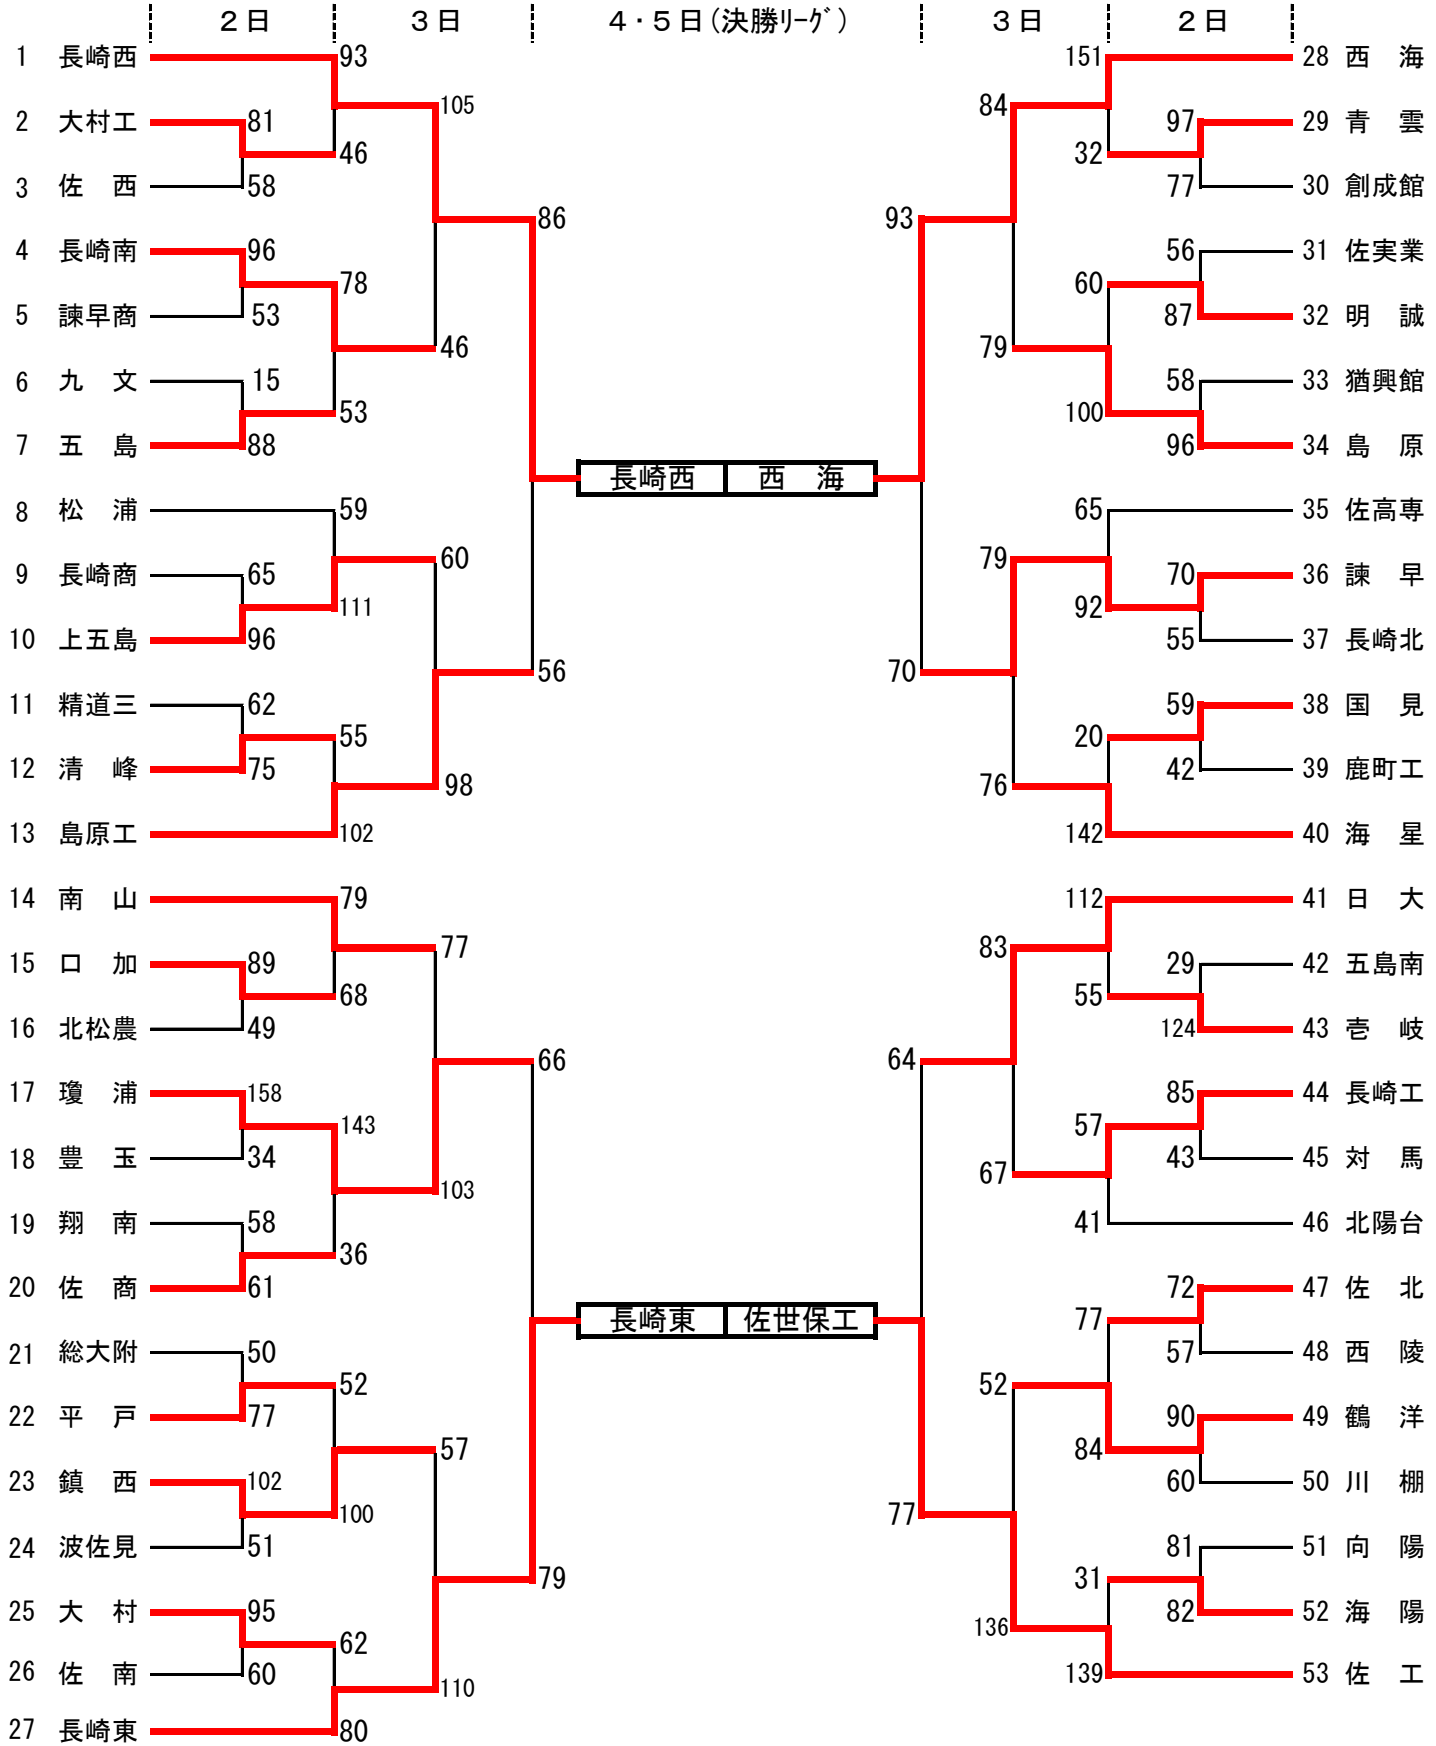 ２日 ３日 ４・５日(決勝ﾘｰｸﾞ) ３日 ２日
1 長崎西 93 151 28 西 海
105 84
2 大村工 81 97 29 青 雲
46 32
3 佐 西 58 77 30 創成館
86 93
4 長崎南 96 56 31 佐実業
78 60
5 諫早商 53 87 32 明 誠
46 79
6 九 文 15 58 33 猶興館
53 100
7 五 島 88 96 34 島 原
長崎西 西 海
8 松 浦 59 65 35 佐高専
60 79
9 長崎商 65 70 36 諫 早
111 92
10 上五島 96 55 37 長崎北
56 70
11 精道三 62 59 38 国 見
55 20
12 清 峰 75 42 39 鹿町工
98 76
13 島原工 102 142 40 海 星
14 南 山 79 112 41 日 大
77 83
15 口 加 89 29 42 五島南
68 55
16 北松農 49 124 43 壱 岐
66 64
17 瓊 浦 158 85 44 長崎工
143 57
18 豊 玉 34 43 45 対 馬
103 67
19 翔 南 58 41 46 北陽台
36
20 佐 商 61 72 47 佐 北
長崎東 佐世保工 77
21 総大附 50 57 48 西 陵
52 52
22 平 戸 77 90 49 鶴 洋
57 84
23 鎮 西 102 60 50 川 棚
100 77
24 波佐見 51 81 51 向 陽
79 31
25 大 村 95 82 52 海 陽
62 136
26 佐 南 60 139 53 佐 工
110
27 長崎東 80